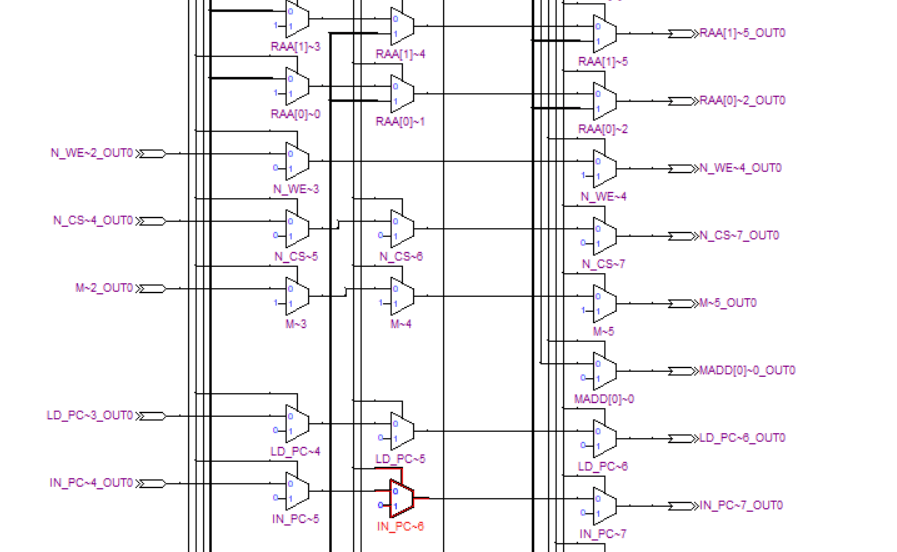 RAA[1]~3
RAA[1]~4
RAA[1]~5
RAA[1]~5_OUT0
RAA[0]~0
RAA[0]~1
RAA[0]~2
RAA[0]~2_OUT0
N_WE~2_OUT0
N_WE~3
N_WE~4
N_WE~4_OUT0
N_CS~4_OUT0
N_CS~5
N_CS~6
N_CS~7
N_CS~7_OUT0
M~2_OUT0
M~3
M~4
M~5
M~5_OUT0
MADD[0]~0
MADD[0]~0_OUT0
LD_PC~3_OUT0
LD_PC~4
LD_PC~5
LD_PC~6
LD_PC~6_OUT0
IN_PC~4_OUT0
IN_PC~5
IN_PC~6
IN_PC~7
IN_PC~7_OUT0